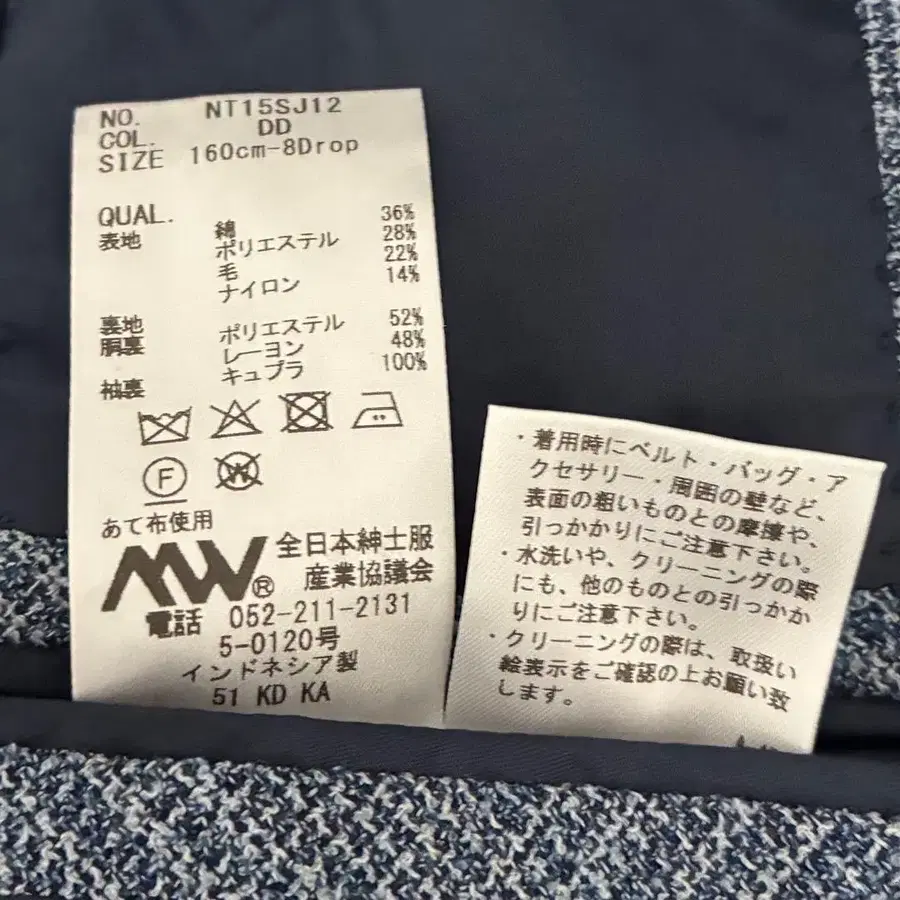 NO. NT15SJ12
COL. DD
SIZE 160cm-8Drop
QUAL.
表地 綿 36%
ポリエステル 28%
毛 22%
ナイロン 14%
裏地
胴裏 ポリエステル 52%
レーヨン 48%
袖裏 キュプラ 100%
F W
あて布使用
MW® 全日本紳士服
産業協議会
電話 052-211-2131
5-0120号
インドネシア製
51 KD KA
・着用時にベルト・バッグ・ア
クセサリー・周囲の壁など、
表面の粗いものとの摩擦や、
引っかかりにご注意下さい。
・水洗いや、クリーニングの際
にも、他のものとの引っかか
りにご注意下さい。
・クリーニングの際は、取扱い
絵表示をご確認の上お願い致
します。